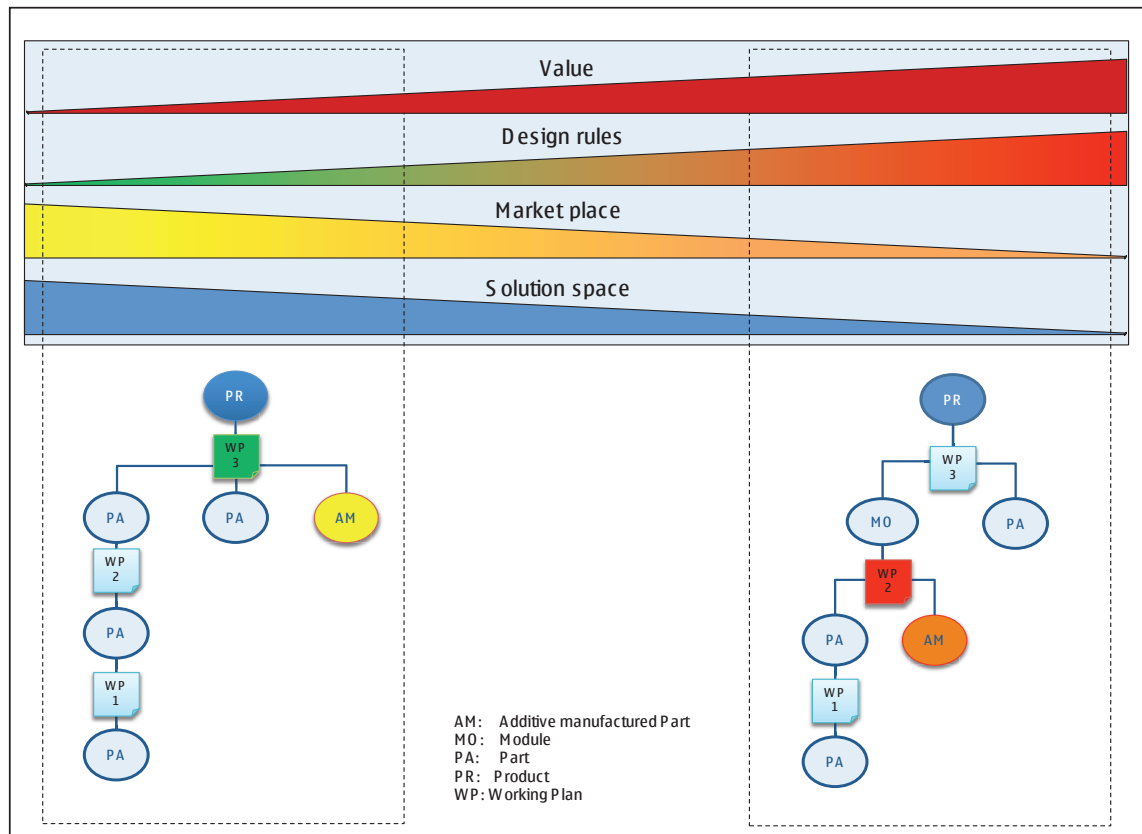 Value
Design rules
Market place
Solution space
PR
WP
3
PA
PA
AM
WP
2
PA
WP
1
PA
PR
WP
3
MO
PA
WP
2
PA
AM
WP
1
PA
AM: Additive manufactured Part
MO: Module
PA: Part
PR: Product
WP: Working Plan